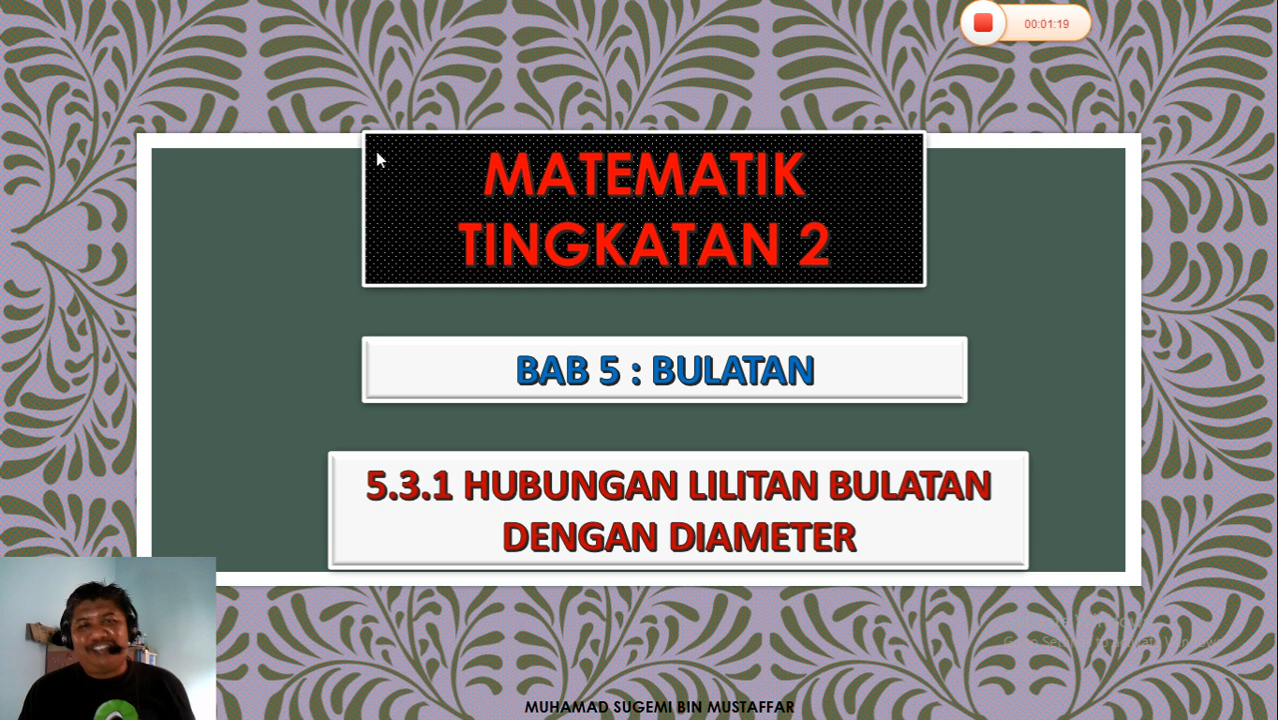 00:01:19
MATEMATIK
TINGKATAN 2
BAB 5 : BULATAN
5.3.1 HUBUNGAN LILITAN BULATAN
DENGAN DIAMETER
MUHAMAD SUGEMI BIN MUSTAFFAR